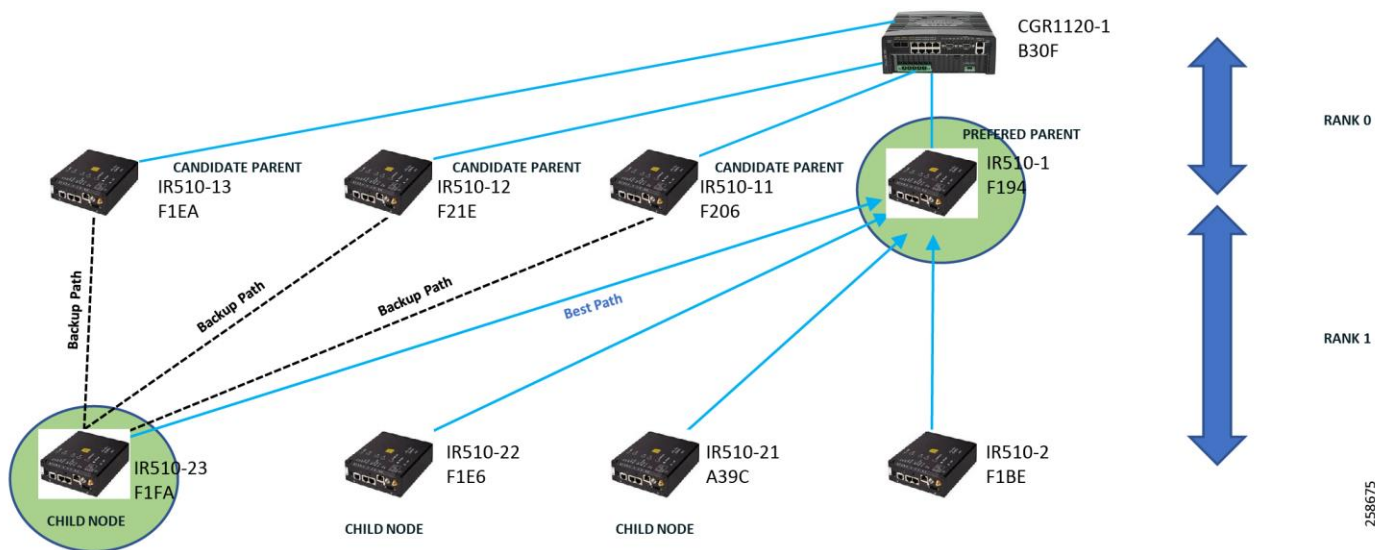 CGR1120-1
B30F
RANK 0
PREFERED PARENT
CANDIDATE PARENT
IR510-13
F1EA
CANDIDATE PARENT
IR510-12
F21E
CANDIDATE PARENT
IR510-11
F206
IR510-1
F194
Backup Path
Backup Path
Backup Path
Best Path
RANK 1
IR510-23
F1FA
CHILD NODE
IR510-22
F1E6
CHILD NODE
IR510-21
A39C
CHILD NODE
IR510-2
F1BE
258675